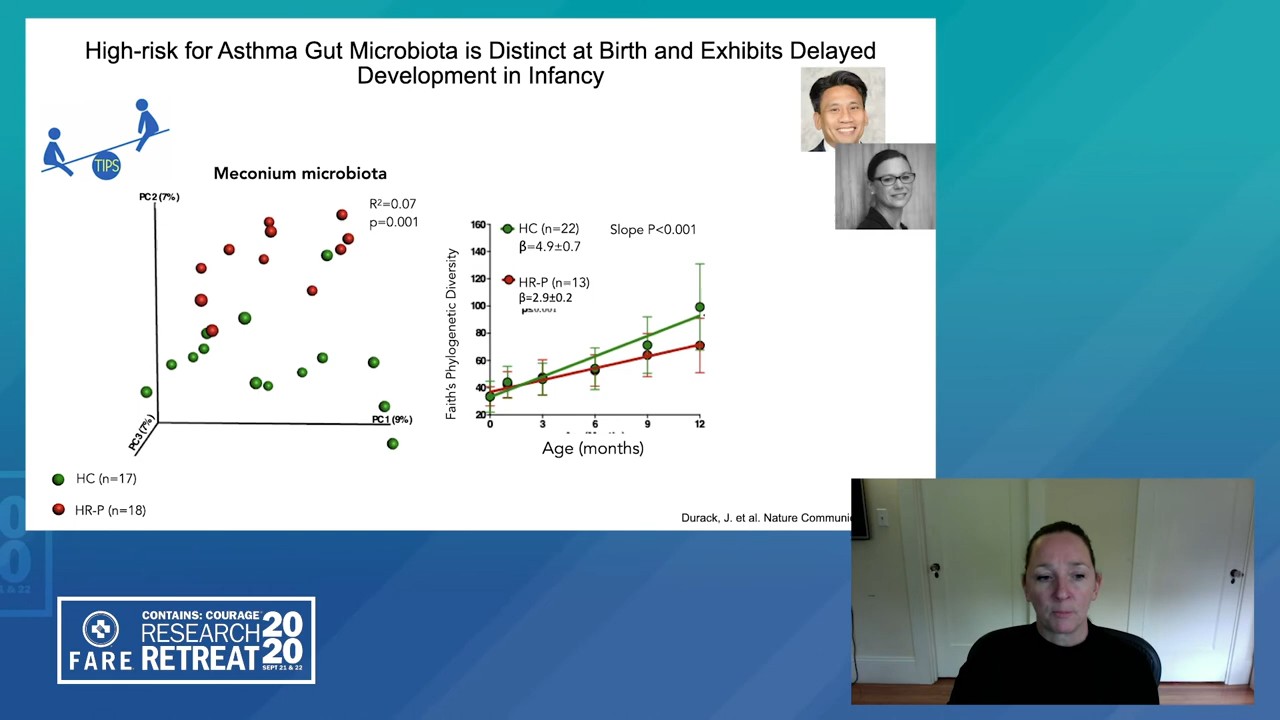 High-risk for Asthma Gut Microbiota is Distinct at Birth and Exhibits Delayed
Development in Infancy
TIPS
Meconium microbiota
PC2 (7%)
R²=0.07
p=0.001
PC1 (9%)
PC3 (7%)
HC (n=17)
HR-P (n=18)
Faith's Phylogenetic Diversity
160
140
120
100
80
60
40
20
HC (n=22)
β=4.9±0.7
Slope P<0.001
HR-P (n=13)
β=2.9±0.2
0 3 6 9 12
Age (months)
Durack, J. et al. Nature
FARE
CONTAINS: COURAGE
RESEARCH
RETREAT
20
20
SEPT 21 & 22